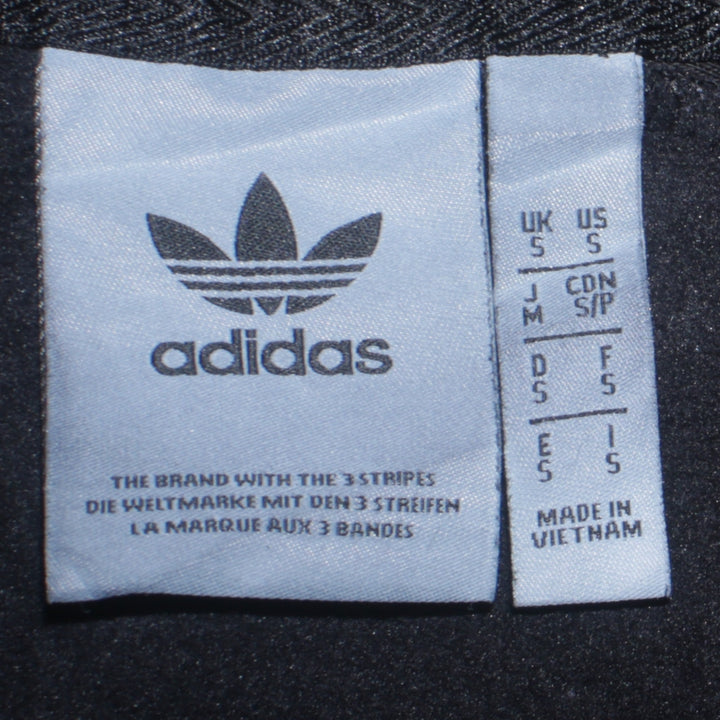 adidas
THE BRAND WITH THE 3 STRIPES
DIE WELTMARKE MIT DEN 3 STREIFEN
LA MARQUE AUX 3 BANDES
UK US
S S
J CDN
M S/P
D F
S S
E I
S S
MADE IN
VIETNAM